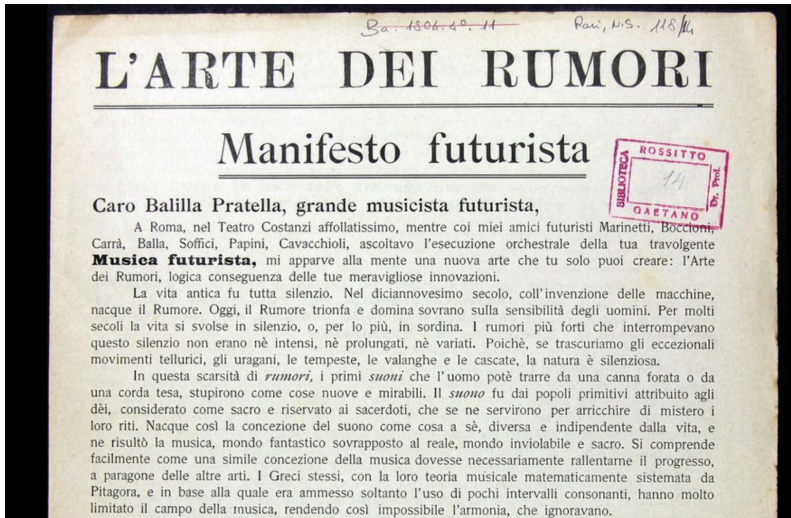 Ba. 1804.4º. 11
Rari, N.S. 118/14
L'ARTE DEI RUMORI
Manifesto futurista
BIBLIOTECA
ROSSITTO
14
Dr. Prof.
GAETANO
Caro Balilla Pratella, grande musicista futurista,
A Roma, nel Teatro Costanzi affollatissimo, mentre coi miei amici futuristi Marinetti, Boccioni,
Carrà, Balla, Soffici, Papini, Cavacchioli, ascoltavo l'esecuzione orchestrale della tua travolgente
Musica futurista, mi apparve alla mente una nuova arte che tu solo puoi creare: l'Arte
dei Rumori, logica conseguenza delle tue meravigliose innovazioni.
La vita antica fu tutta silenzio. Nel diciannovesimo secolo, coll'invenzione delle macchine,
nacque il Rumore. Oggi, il Rumore trionfa e domina sovrano sulla sensibilità degli uomini. Per molti
secoli la vita si svolse in silenzio, o, per lo più, in sordina. I rumori più forti che interrompevano
questo silenzio non erano nè intensi, nè prolungati, nè variati. Poichè, se trascuriamo gli eccezionali
movimenti tellurici, gli uragani, le tempeste, le valanghe e le cascate, la natura è silenziosa.
In questa scarsità di rumori, i primi suoni che l'uomo potè trarre da una canna forata o da
una corda tesa, stupirono come cose nuove e mirabili. Il suono fu dai popoli primitivi attribuito agli
dèi, considerato come sacro e riservato ai sacerdoti, che se ne servirono per arricchire di mistero i
loro riti. Nacque così la concezione del suono come cosa a sè, diversa e indipendente dalla vita, e
ne risultò la musica, mondo fantastico sovrapposto al reale, mondo inviolabile e sacro. Si comprende
facilmente come una simile concezione della musica dovesse necessariamente rallentarne il progresso,
a paragone delle altre arti. I Greci stessi, con la loro teoria musicale matematicamente sistemata da
Pitagora, e in base alla quale era ammesso soltanto l'uso di pochi intervalli consonanti, hanno molto
limitato il campo della musica, rendendo così impossibile l'armonia, che ignoravano.